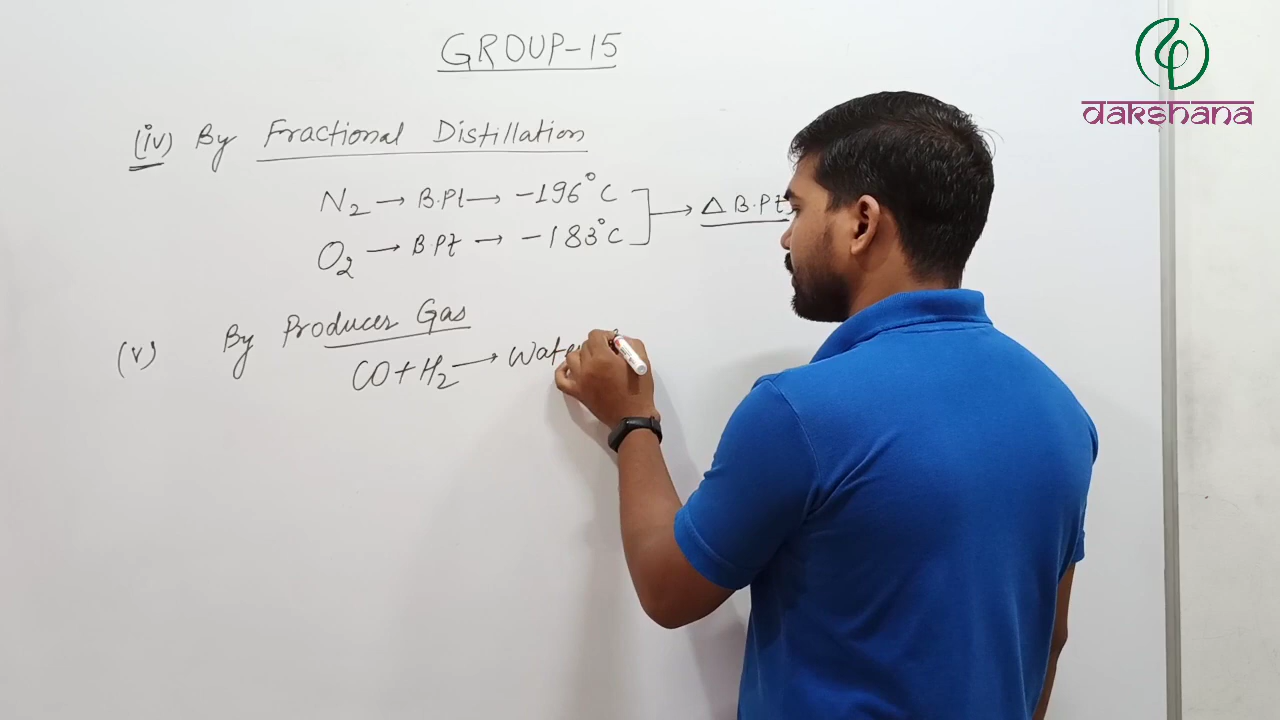 GROUP-15
dakshana
(iv) By Fractional Distillation
N2 → B.Pt → -196°C
→ △ B.Pt
O2 → B.Pt → -183°C
(v) By Producer Gas
CO + H2 → Wate